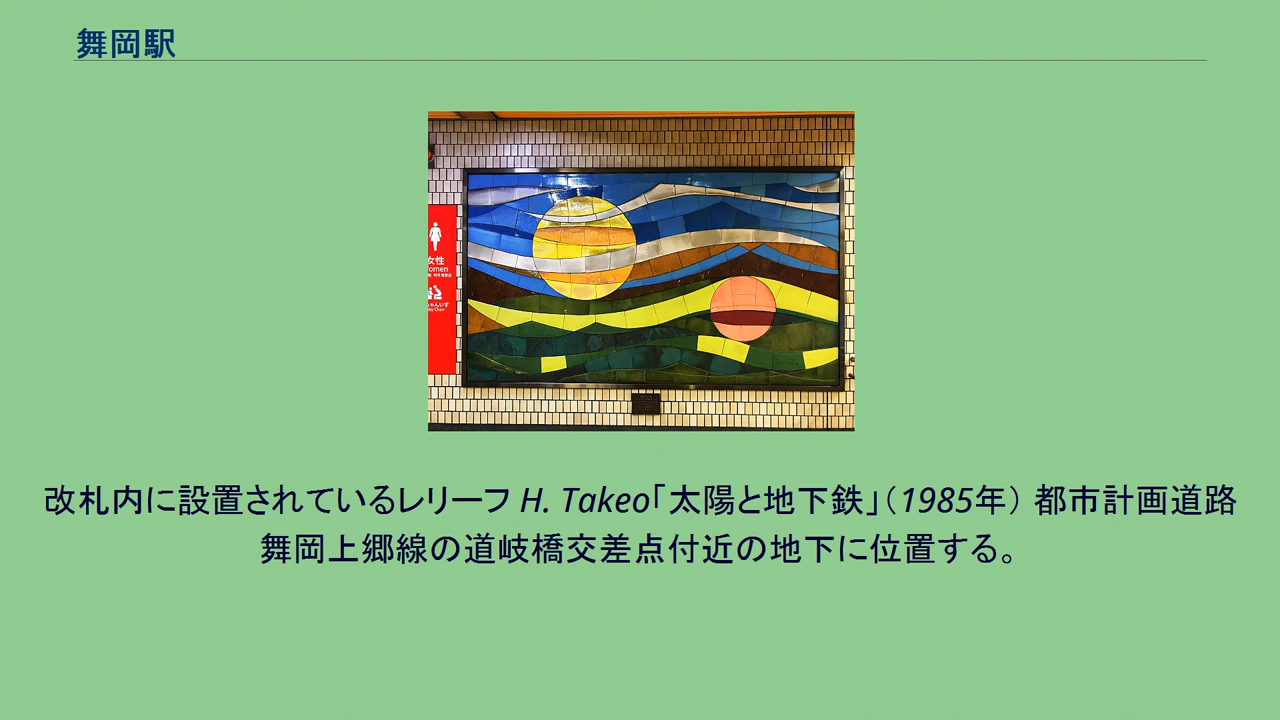 舞岡駅
女性
omen
改札内に設置されているレリーフ H. Takeo「太陽と地下鉄」（1985年） 都市計画道路
舞岡上郷線の道岐橋交差点付近の地下に位置する。